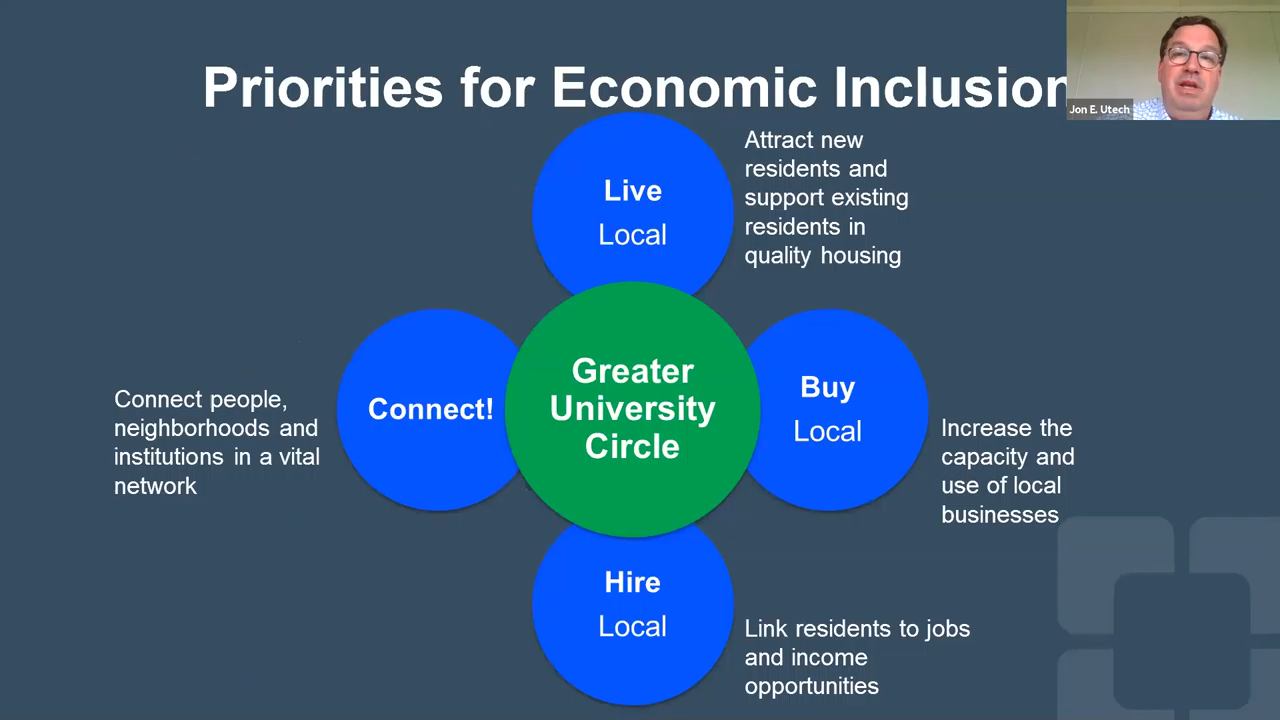 Priorities for Economic Inclusion
Jon E. Utech
Live
Local
Attract new
residents and
support existing
residents in
quality housing
Greater
University
Circle
Buy
Local
Increase the
capacity and
use of local
businesses
Hire
Local
Link residents to jobs
and income
opportunities
Connect!
Connect people,
neighborhoods and
institutions in a vital
network